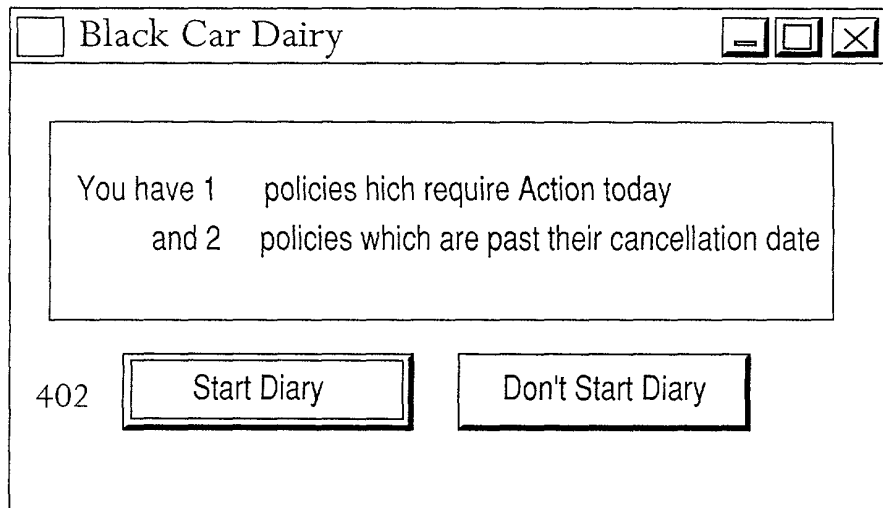 Black Car Dairy
You have 1 policies hich require Action today
and 2 policies which are past their cancellation date
402 Start Diary Don't Start Diary